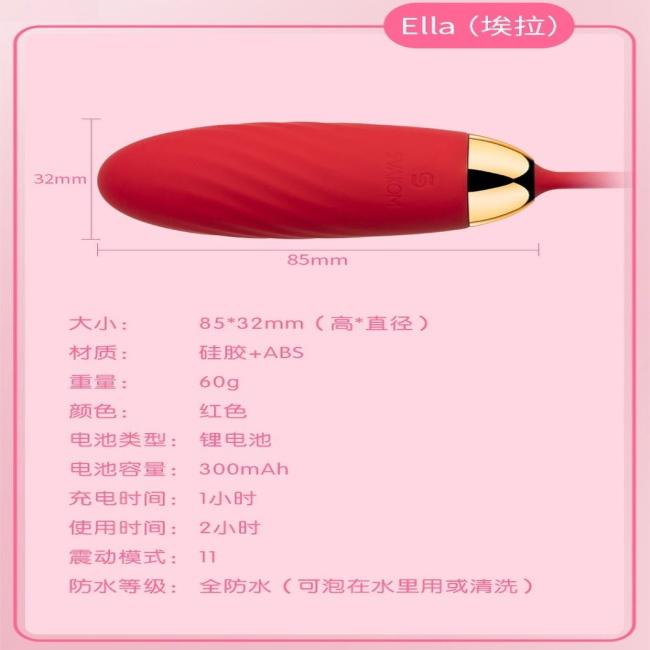 Ella（埃拉）
32mm
SVAKOM
85mm
大小： 85*32mm（高*直径）
材质： 硅胶+ABS
重量： 60g
颜色： 红色
电池类型： 锂电池
电池容量： 300mAh
充电时间： 1小时
使用时间： 2小时
震动模式： 11
防水等级： 全防水（可泡在水里用或清洗）